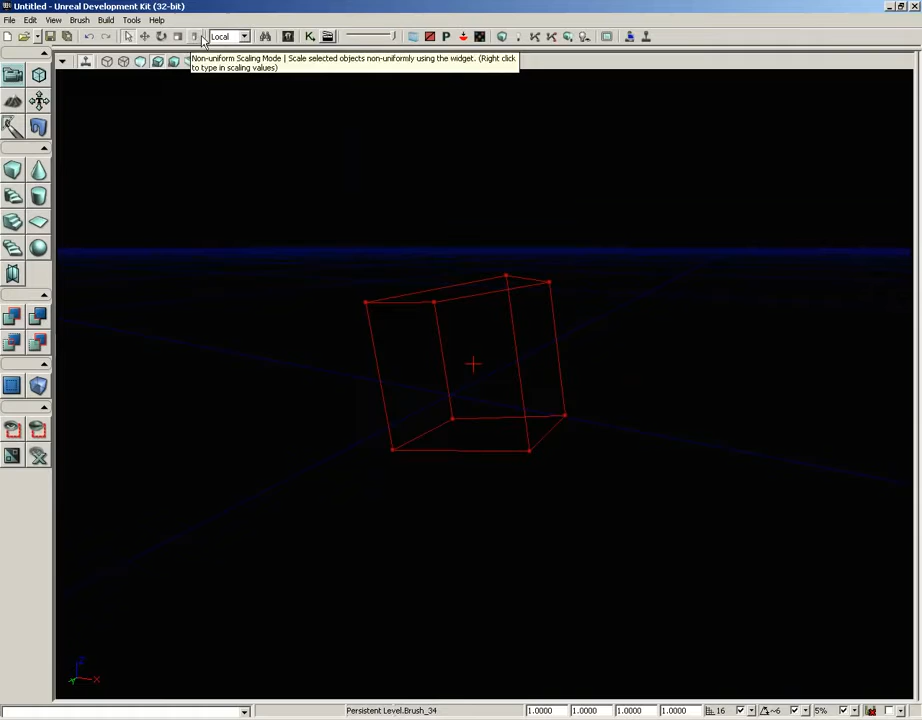 Untitled - Unreal Development Kit (32-bit)
File Edit View Brush Build Tools Help
Local
Non-uniform Scaling Mode | Scale selected objects non-uniformly using the widget. (Right click
to type in scaling values)
Z
Y X
Persistent Level.Brush_34 1.0000 1.0000 1.0000 1.0000 16 ~6 5%